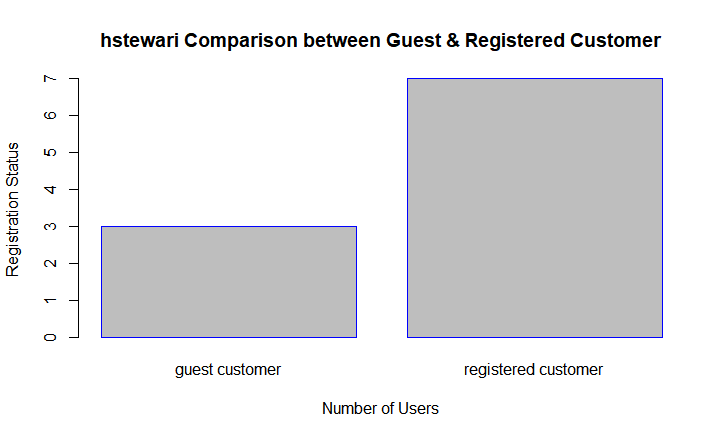 hstewari Comparison between Guest & Registered Customer
Registration Status
7
6
5
4
3
2
1
0
guest customer
registered customer
Number of Users